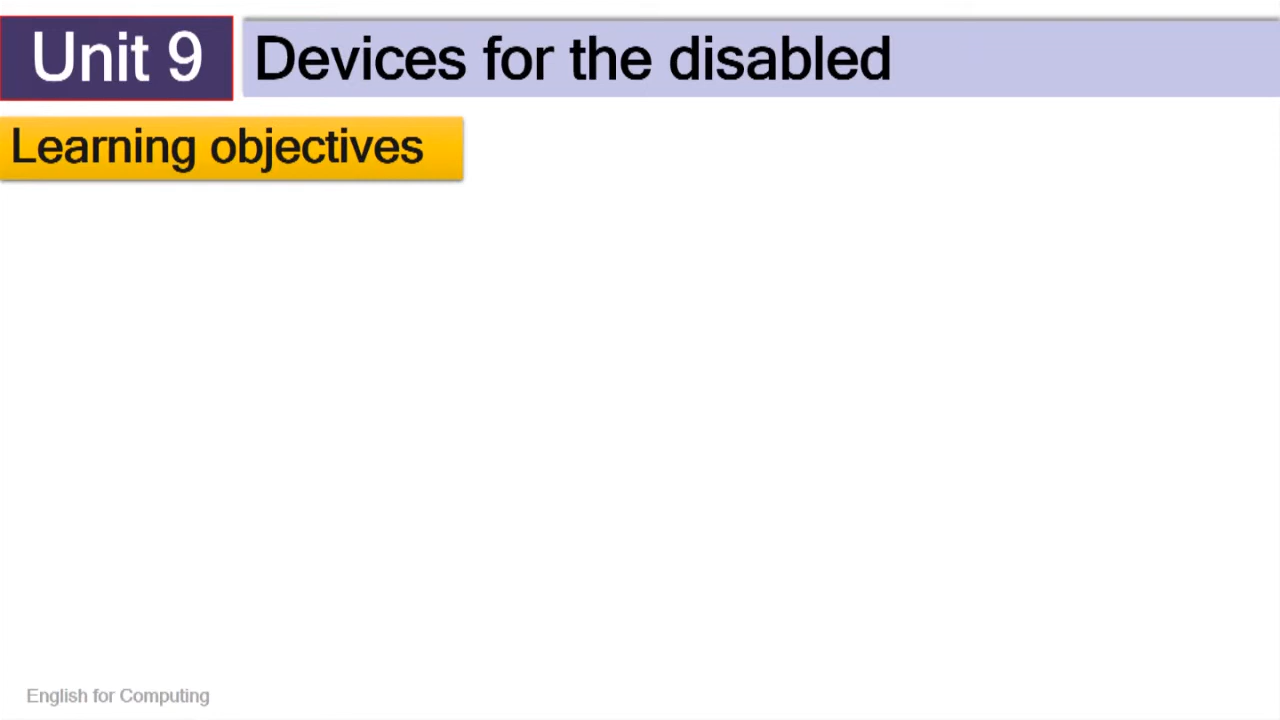 Unit 9
Devices for the disabled
Learning objectives
English for Computing